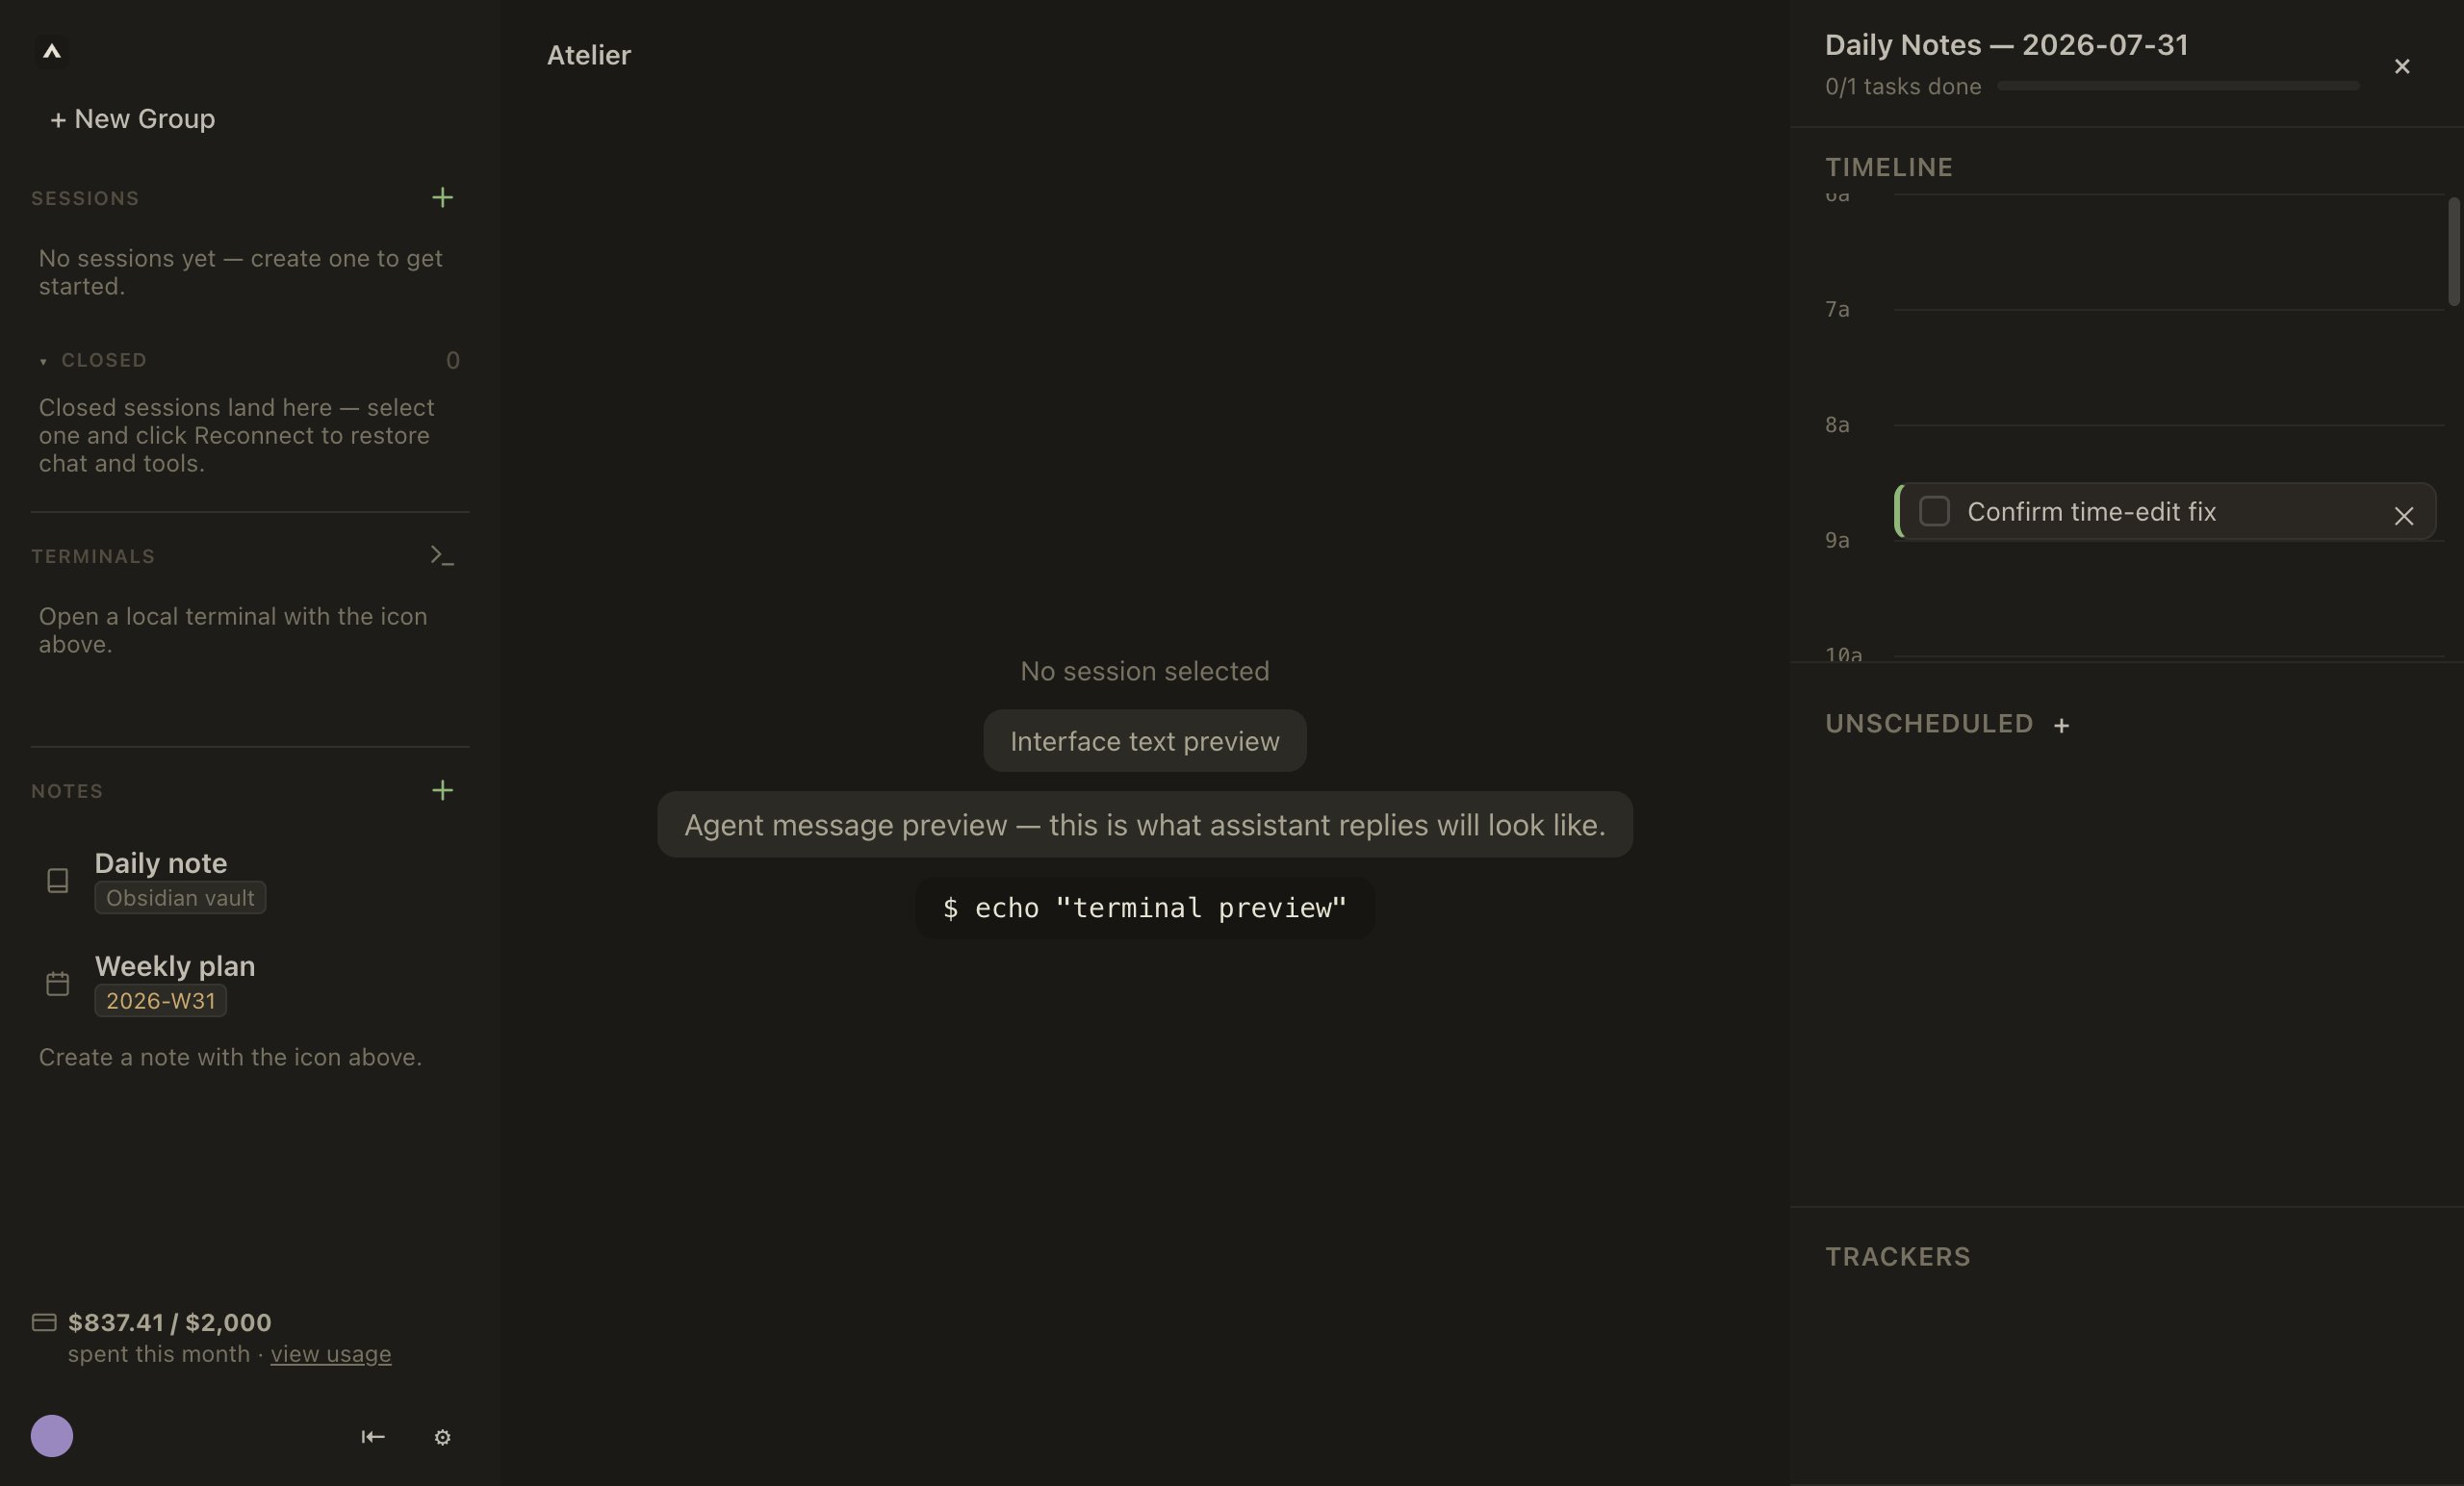 + New Group
SESSIONS
No sessions yet — create one to get
started.
CLOSED 0
Closed sessions land here — select
one and click Reconnect to restore
chat and tools.
TERMINALS
Open a local terminal with the icon
above.
NOTES
Daily note
Obsidian vault
Weekly plan
2026-W31
Create a note with the icon above.
$837.41 / $2,000
spent this month · view usage
Atelier
No session selected
Interface text preview
Agent message preview — this is what assistant replies will look like.
$ echo "terminal preview"
Daily Notes — 2026-07-31
0/1 tasks done
TIMELINE
6a
7a
8a
Confirm time-edit fix
9a
10a
UNSCHEDULED +
TRACKERS